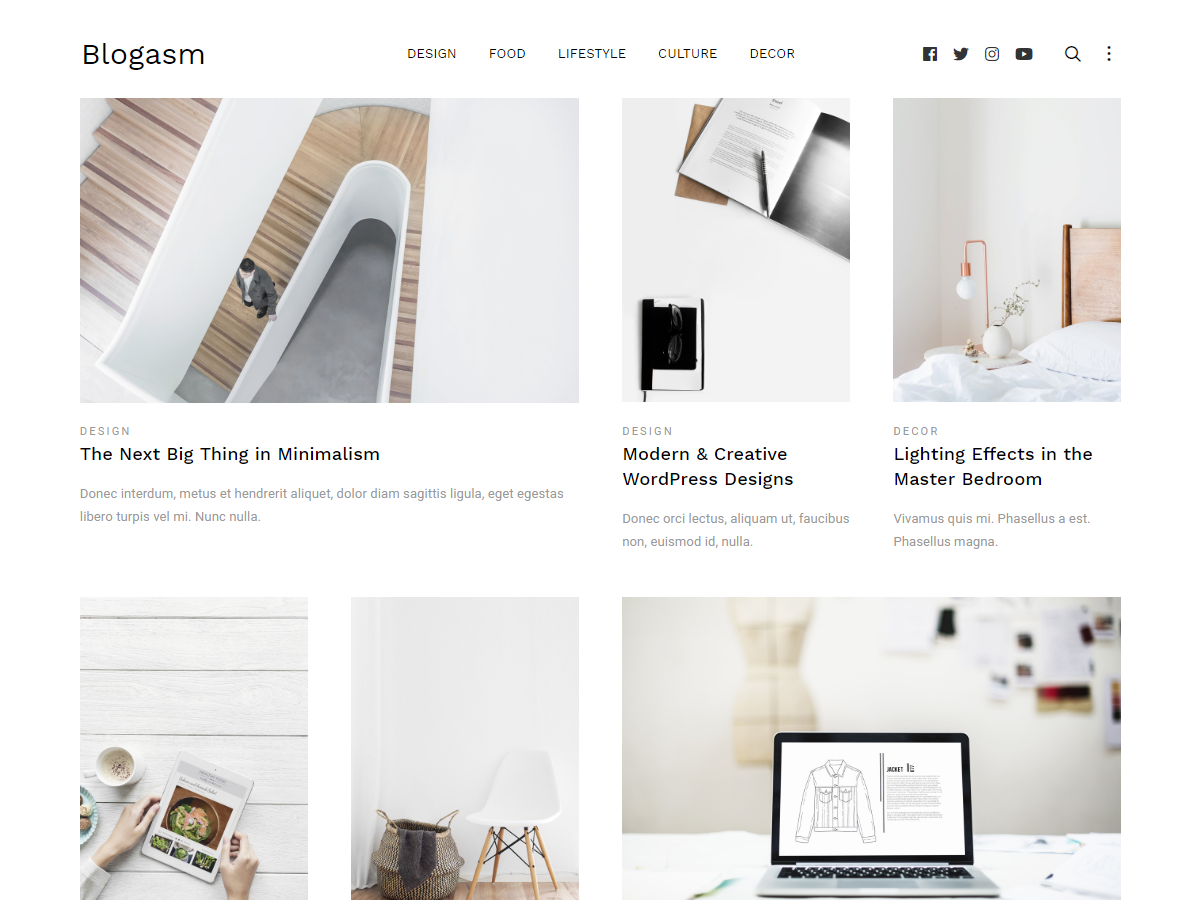 Blogasm
DESIGN
FOOD
LIFESTYLE
CULTURE
DECOR
DESIGN
The Next Big Thing in Minimalism
Donec interdum, metus et hendrerit aliquet, dolor diam sagittis ligula, eget egestas
libero turpis vel mi. Nunc nulla.
DESIGN
Modern & Creative
WordPress Designs
Donec orci lectus, aliquam ut, faucibus
non, euismod id, nulla.
DECOR
Lighting Effects in the
Master Bedroom
Vivamus quis mi. Phasellus a est.
Phasellus magna.
JACKET